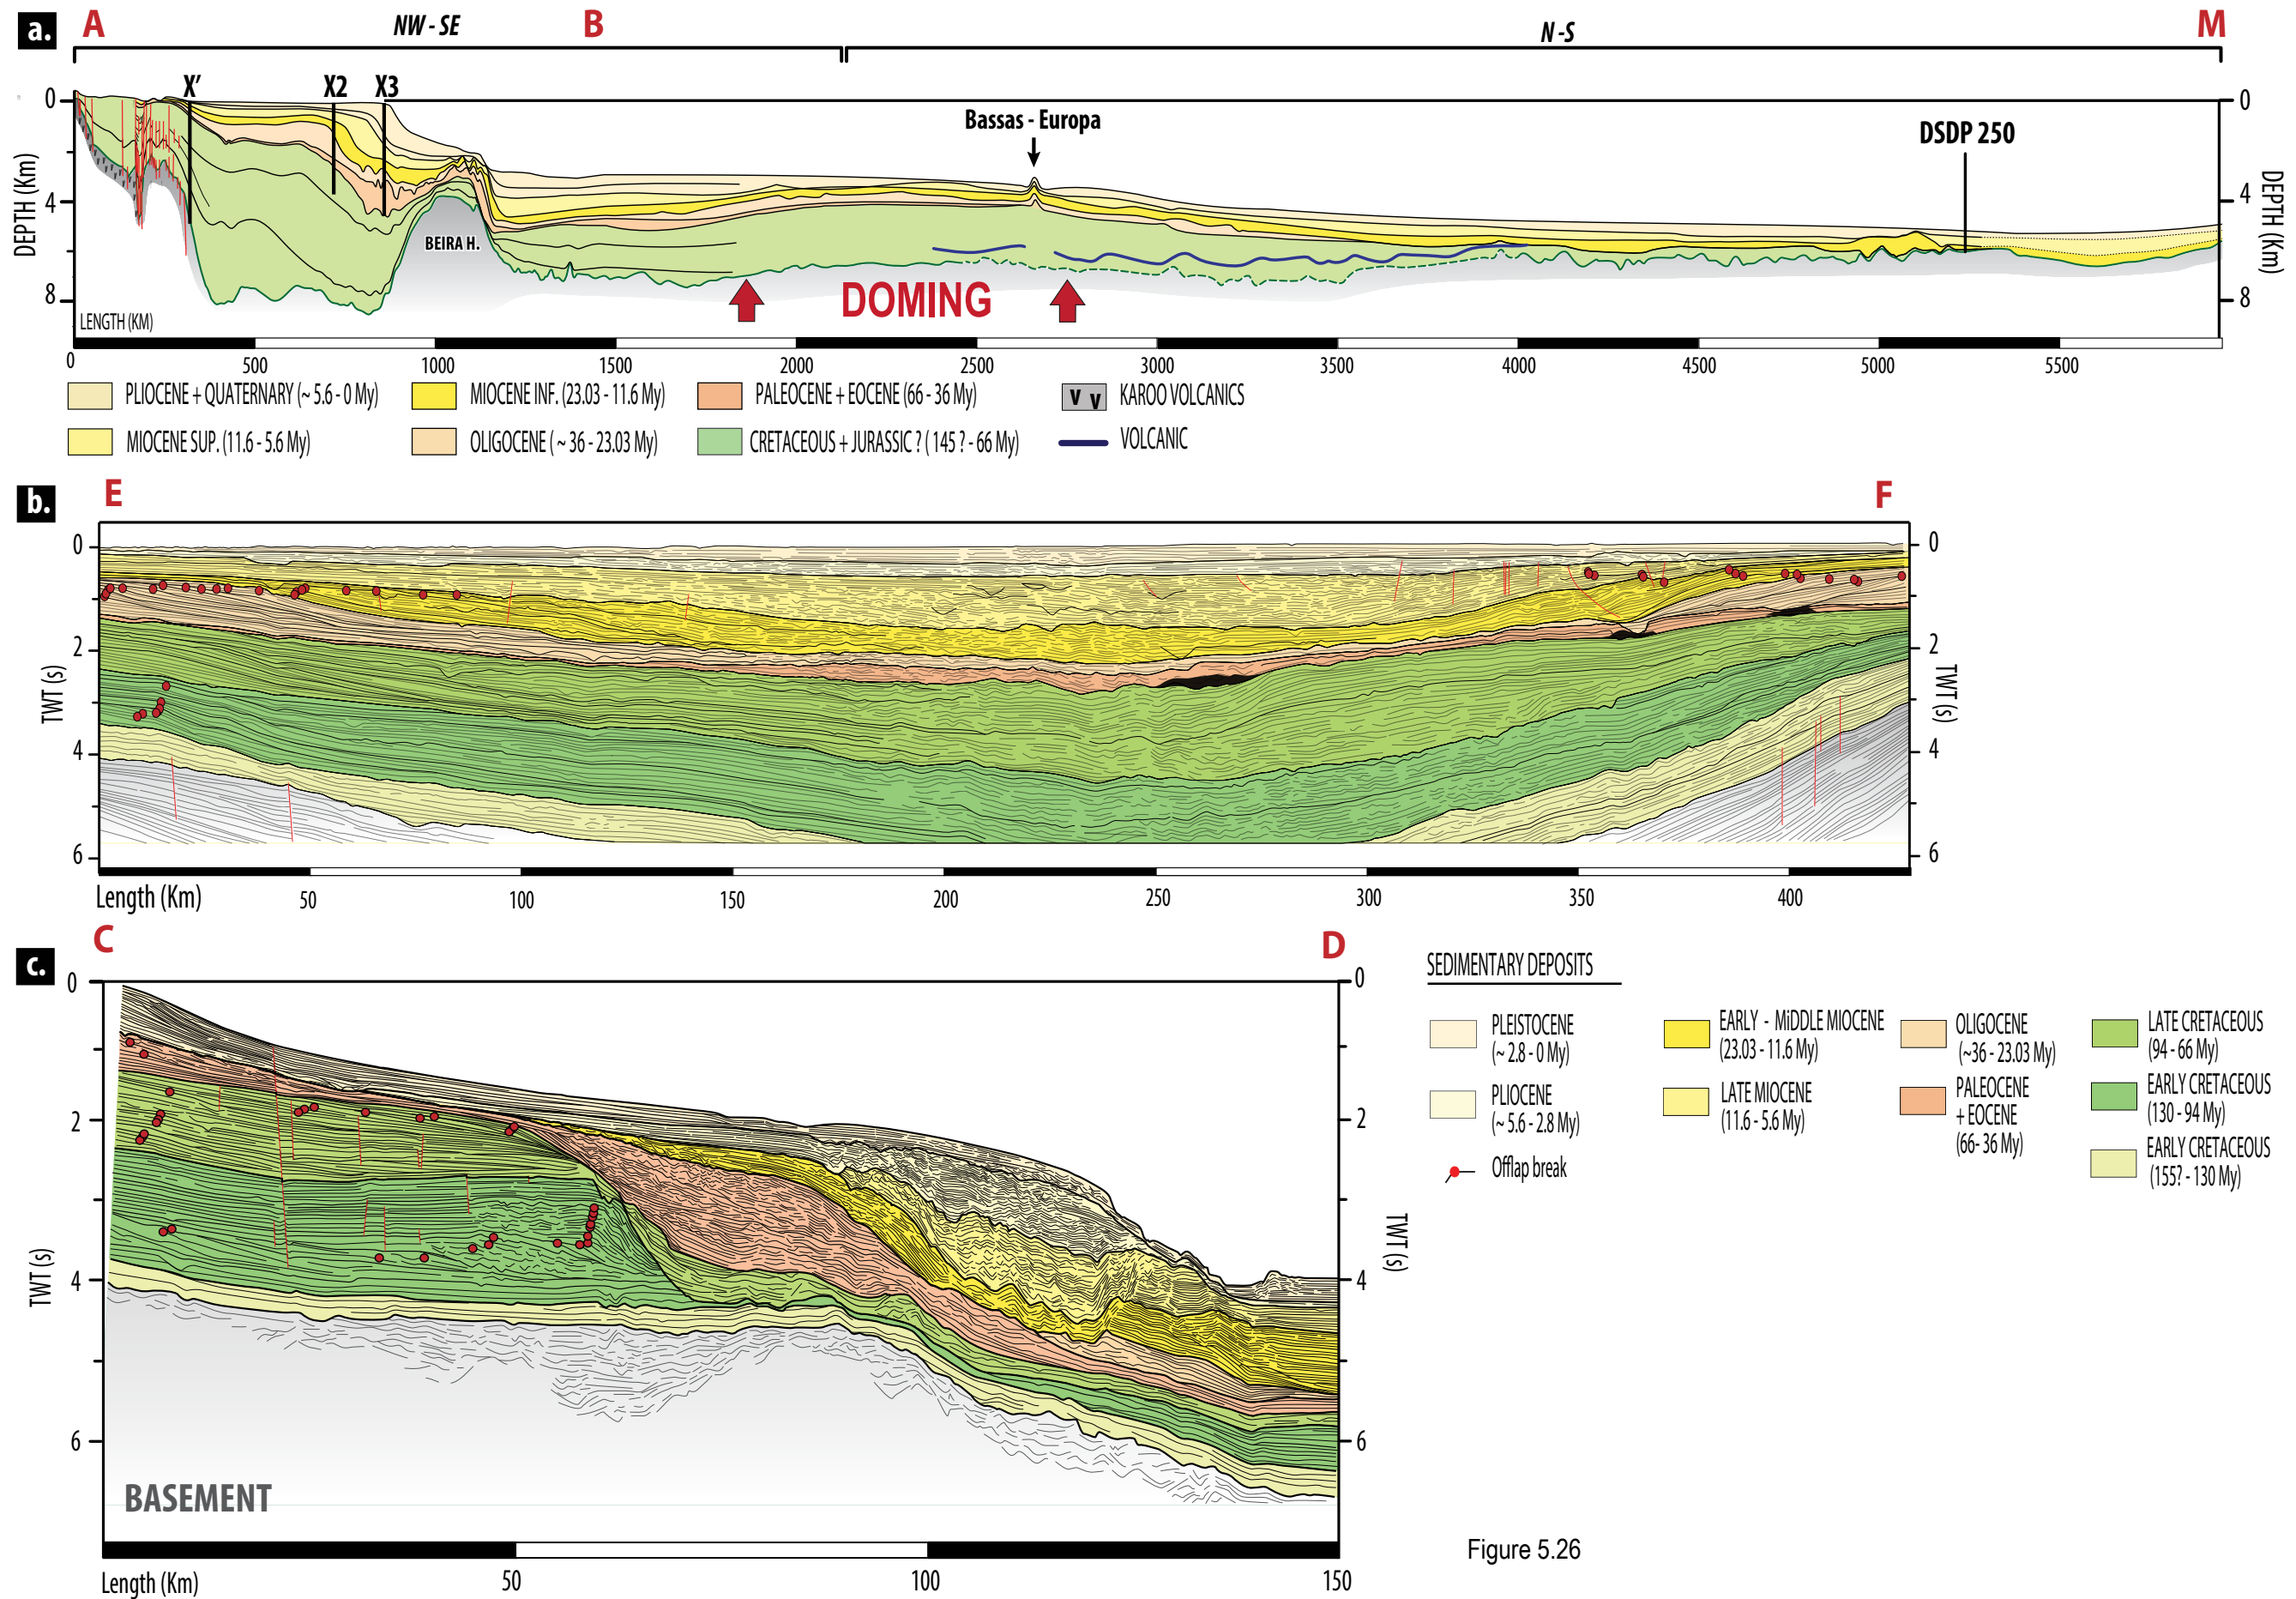 a.
A
NW - SE
B
N -S
M
X'
X2
X3
0
4
8
DEPTH (Km)
Bassas - Europa
DSDP 250
0
4
8
DEPTH (Km)
BEIRA H.
DOMING
LENGTH (KM)
0
500
1000
1500
2000
2500
3000
3500
4000
4500
5000
5500
PLIOCENE + QUATERNARY (~ 5.6 - 0 My)
MIOCENE INF. (23.03 - 11.6 My)
PALEOCENE + EOCENE (66 - 36 My)
V V
KAROO VOLCANICS
MIOCENE SUP. (11.6 - 5.6 My)
OLIGOCENE ( ~ 36 - 23.03 My)
CRETACEOUS + JURASSIC ? ( 145 ? - 66 My)
VOLCANIC
b.
E
F
0
2
4
6
TWT (s)
0
2
4
6
TWT (s)
Length (Km)
50
100
150
200
250
300
350
400
c.
C
D
0
2
4
6
TWT (s)
0
2
4
6
TWT (s)
BASEMENT
Length (Km)
50
100
150
SEDIMENTARY DEPOSITS
PLEISTOCENE
(~ 2.8 - 0 My)
PLIOCENE
(~ 5.6 - 2.8 My)
Offlap break
EARLY - MiDDLE MIOCENE
(23.03 - 11.6 My)
LATE MIOCENE
(11.6 - 5.6 My)
OLIGOCENE
(~36 - 23.03 My)
PALEOCENE
+ EOCENE
(66- 36 My)
LATE CRETACEOUS
(94 - 66 My)
EARLY CRETACEOUS
(130 - 94 My)
EARLY CRETACEOUS
(155? - 130 My)
Figure 5.26